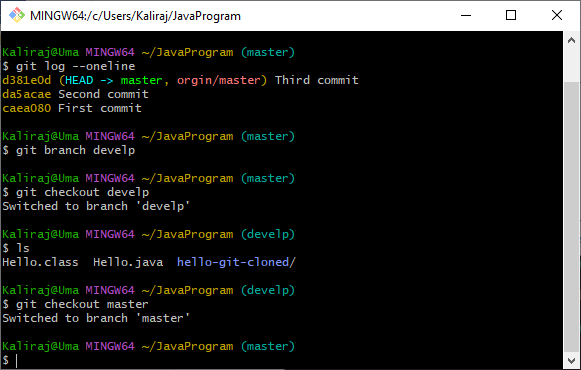 MINGW64:/c/Users/Kaliraj/JavaProgram
Kaliraj@Uma MINGW64 ~/JavaProgram (master)
$ git log --oneline
d381e0d (HEAD -> master, orgin/master) Third commit
da5acae Second commit
caea080 First commit
Kaliraj@Uma MINGW64 ~/JavaProgram (master)
$ git branch develp
Kaliraj@Uma MINGW64 ~/JavaProgram (master)
$ git checkout develp
Switched to branch 'develp'
Kaliraj@Uma MINGW64 ~/JavaProgram (develp)
$ ls
Hello.class  Hello.java  hello-git-cloned/
Kaliraj@Uma MINGW64 ~/JavaProgram (develp)
$ git checkout master
Switched to branch 'master'
Kaliraj@Uma MINGW64 ~/JavaProgram (master)
$